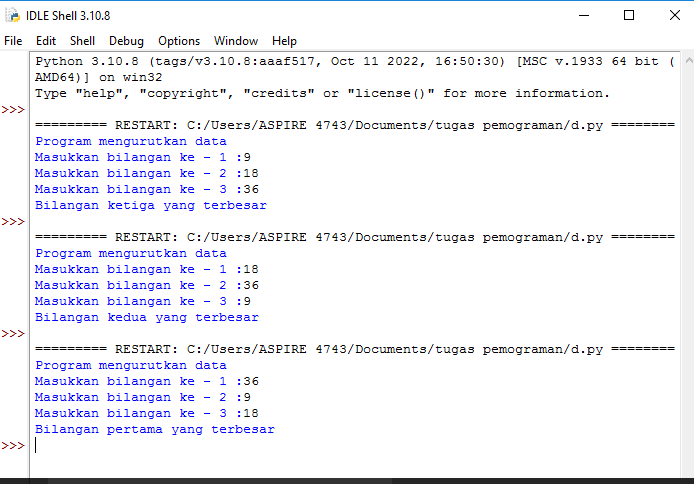 IDLE Shell 3.10.8
File Edit Shell Debug Options Window Help
Python 3.10.8 (tags/v3.10.8:aaaf517, Oct 11 2022, 16:50:30) [MSC v.1933 64 bit (
AMD64)] on win32
Type "help", "copyright", "credits" or "license()" for more information.
>>>
========= RESTART: C:/Users/ASPIRE 4743/Documents/tugas pemograman/d.py ========
Program mengurutkan data
Masukkan bilangan ke - 1 :9
Masukkan bilangan ke - 2 :18
Masukkan bilangan ke - 3 :36
Bilangan ketiga yang terbesar
>>>
========= RESTART: C:/Users/ASPIRE 4743/Documents/tugas pemograman/d.py ========
Program mengurutkan data
Masukkan bilangan ke - 1 :18
Masukkan bilangan ke - 2 :36
Masukkan bilangan ke - 3 :9
Bilangan kedua yang terbesar
>>>
========= RESTART: C:/Users/ASPIRE 4743/Documents/tugas pemograman/d.py ========
Program mengurutkan data
Masukkan bilangan ke - 1 :36
Masukkan bilangan ke - 2 :9
Masukkan bilangan ke - 3 :18
Bilangan pertama yang terbesar
>>>